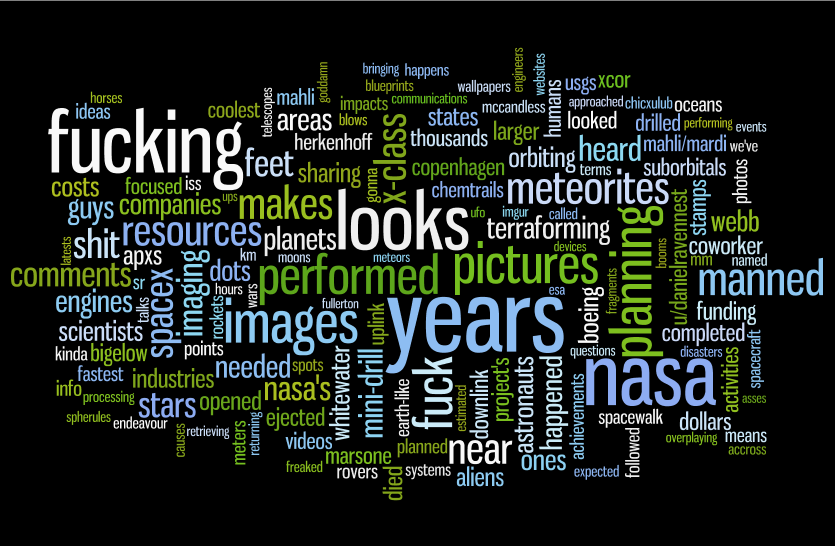 horses
ideas
fucking
telescopes
coolest
mahli
areas
goddamn
bringing
happens
blueprints
impacts
communications
blows
wallpapers
engineers
websites
humans
usgs
xcor
approached
chicxulub
oceans
mccandless
states
thousands
larger
looked
drilled
performing
events
mahli/mardi
we've
herkenhoff
x-class
gonna
feet
sharing
copenhagen
orbiting
heard
terms
suborbitals
photos
costs
focused
iss
ups
chemtrails
meteorites
stamps
guys
companies
makes
looks
ufo
imgur
called
webb
latests
shit
resources
planets
terraforming
planning
u/danielravennest
booms
coworker
apxs
km
moons
meteors
devices
mm
named
comments
sr
spacex
imaging
dots
performed
pictures
fragments
manned
engines
talks
hours
rockets
wars
images
fullerton
uplink
years
esa
boeing
funding
scientists
points
completed
spacecraft
kinda
bigelow
needed
spots
whitewater
mini-drill
earth-like
fuck
estimated
downlink
project's
astronauts
happened
questions
nasa
disasters
activities
fastest
info
processing
industries
nasa's
achievements
asses
spherules
endeavour
stars
opened
ejected
spacewalk
dollars
causes
retrieving
meters
returning
videos
marsone
planned
near
followed
overplaying
means
accross
freaked
rovers
died
systems
aliens
ones
expected